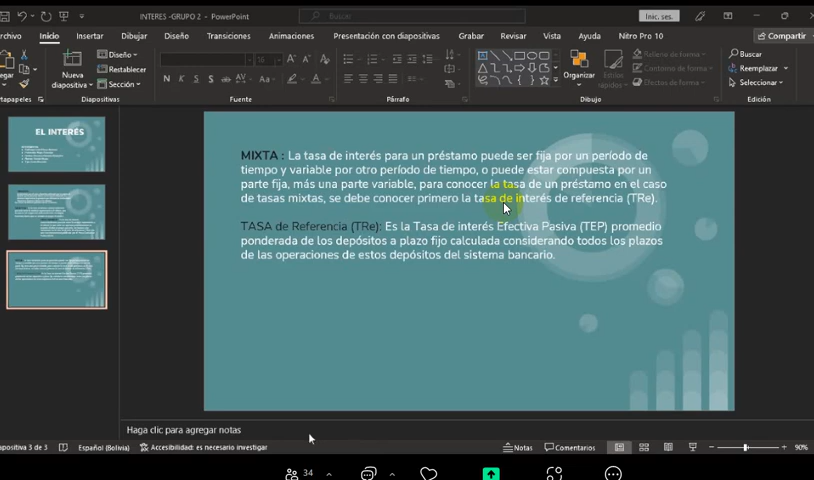 INTERES -GRUPO 2 - PowerPoint
Buscar
Inic. ses.
Inicio
Insertar
Dibujar
Diseño
Transiciones
Animaciones
Presentación con diapositivas
Grabar
Revisar
Vista
Ayuda
Nitro Pro 10
Compartir
Nueva
diapositiva
Diseño
Restablecer
Sección
N K S S ab
Aa
A
Organizar
Estilos
rápidos
Relleno de forma
Contorno de forma
Efectos de forma
Buscar
Reemplazar
Seleccionar
Diapositivas
Fuente
Párrafo
Dibujo
Edición
EL INTERÉS
MIXTA : La tasa de interés para un préstamo puede ser fija por un período de
tiempo y variable por otro período de tiempo, o puede estar compuesta por un
parte fija, más una parte variable, para conocer la tasa de un préstamo en el caso
de tasas mixtas, se debe conocer primero la tasa de interés de referencia (TRe).
TASA de Referencia (TRe): Es la Tasa de interés Efectiva Pasiva (TEP) promedio
ponderada de los depósitos a plazo fijo calculada considerando todos los plazos
de las operaciones de estos depósitos del sistema bancario.
Haga clic para agregar notas
3 de 3
Español (Bolivia)
Accesibilidad: es necesario investigar
Notas
Comentarios
90%
34